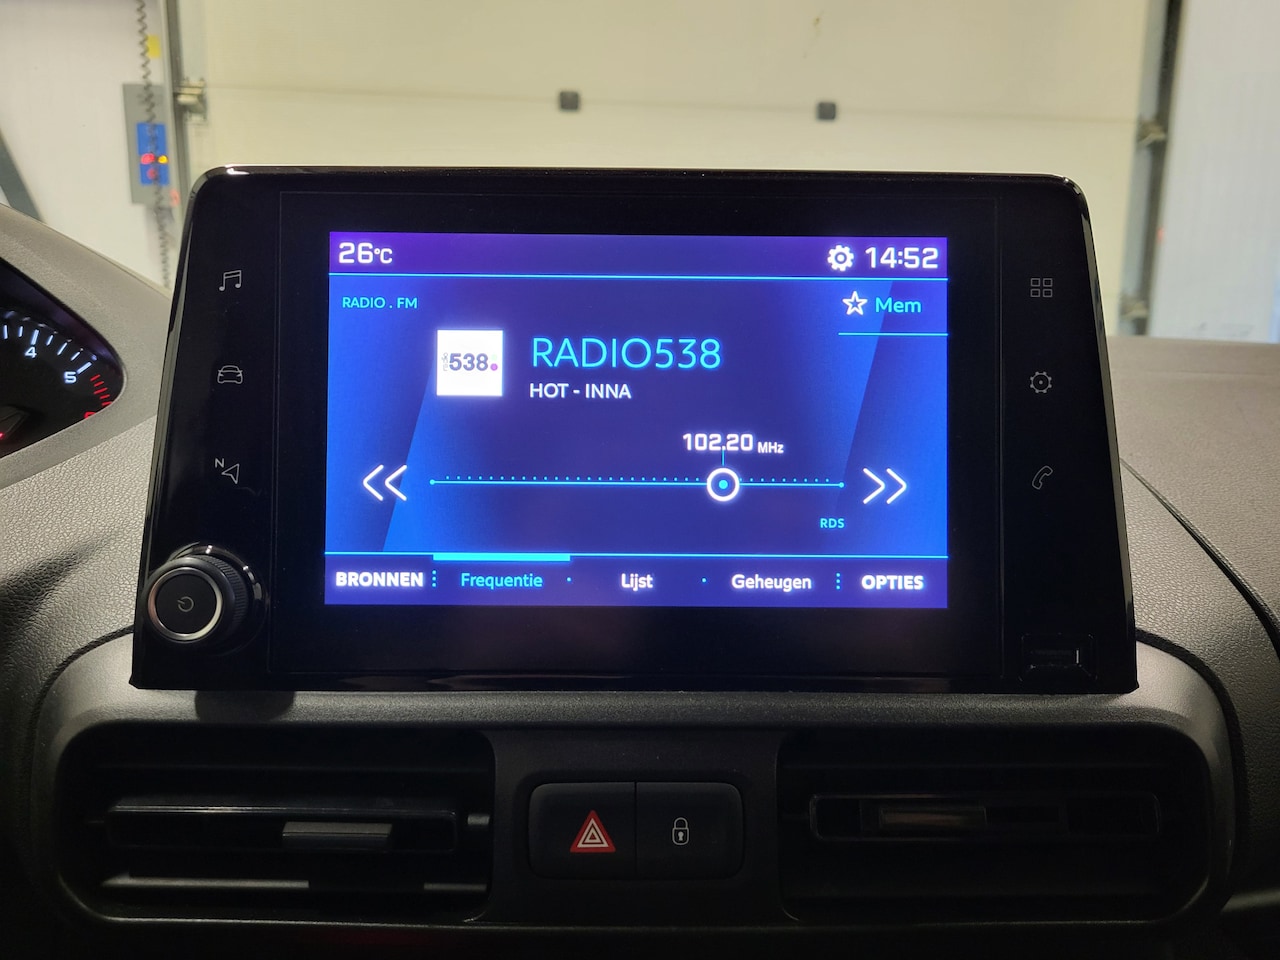 26°C
14:52
RADIO . FM
Mem
538
RADIO538
HOT - INNA
102.20 MHz
RDS
BRONNEN
Frequentie
Lijst
Geheugen
OPTIES
N
4
5